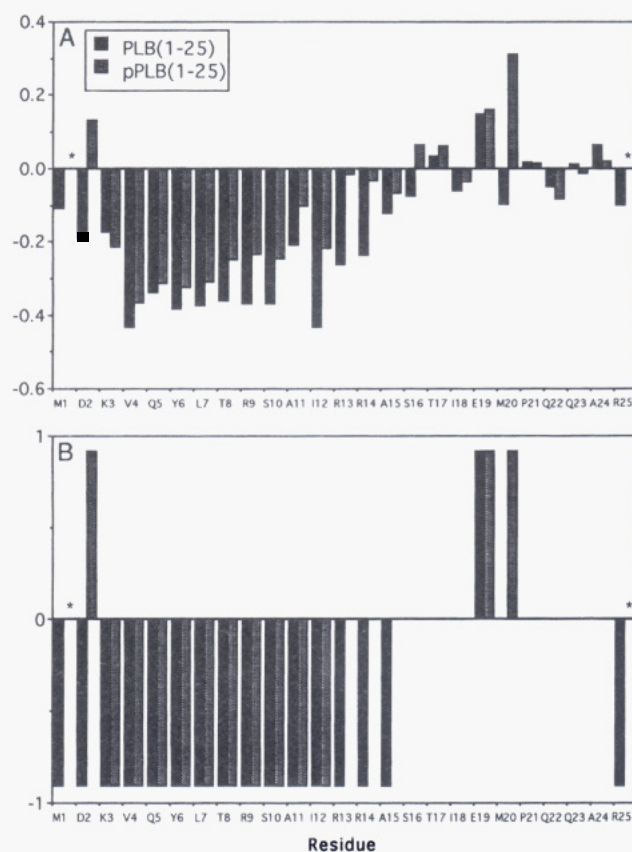 0.4
A
PLB(1-25)
pPLB(1-25)
0.2
*
*
0.0
-0.2
-0.4
-0.6
M1 D2 K3 V4 Q5 Y6 L7 T8 R9 S10 A11 I12 R13 R14 A15 S16 T17 I18 E19 M20 P21 Q22 Q23 A24 R25
1
B
*
*
0
-1
M1 D2 K3 V4 Q5 Y6 L7 T8 R9 S10 A11 I12 R13 R14 A15 S16 T17 I18 E19 M20 P21 Q22 Q23 A24 R25
Residue